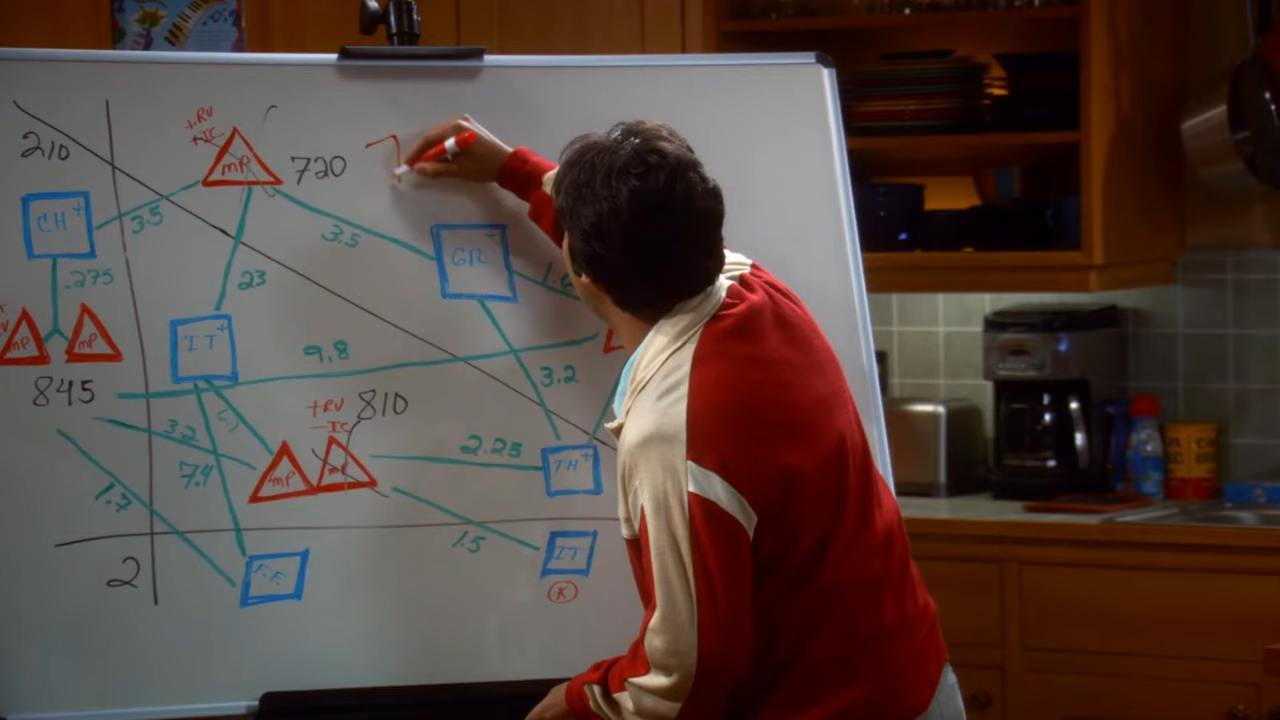 +RV
+IC
210
mP
720
CH+
3.5
3.5
GR+
.275
23
1.6
mP
mP
IT+
9.8
845
3.2
+RV
810
-IC
3.2
7.4
mP
mP
2.25
TH+
1.7
1.5
IT
2
F.F.
K